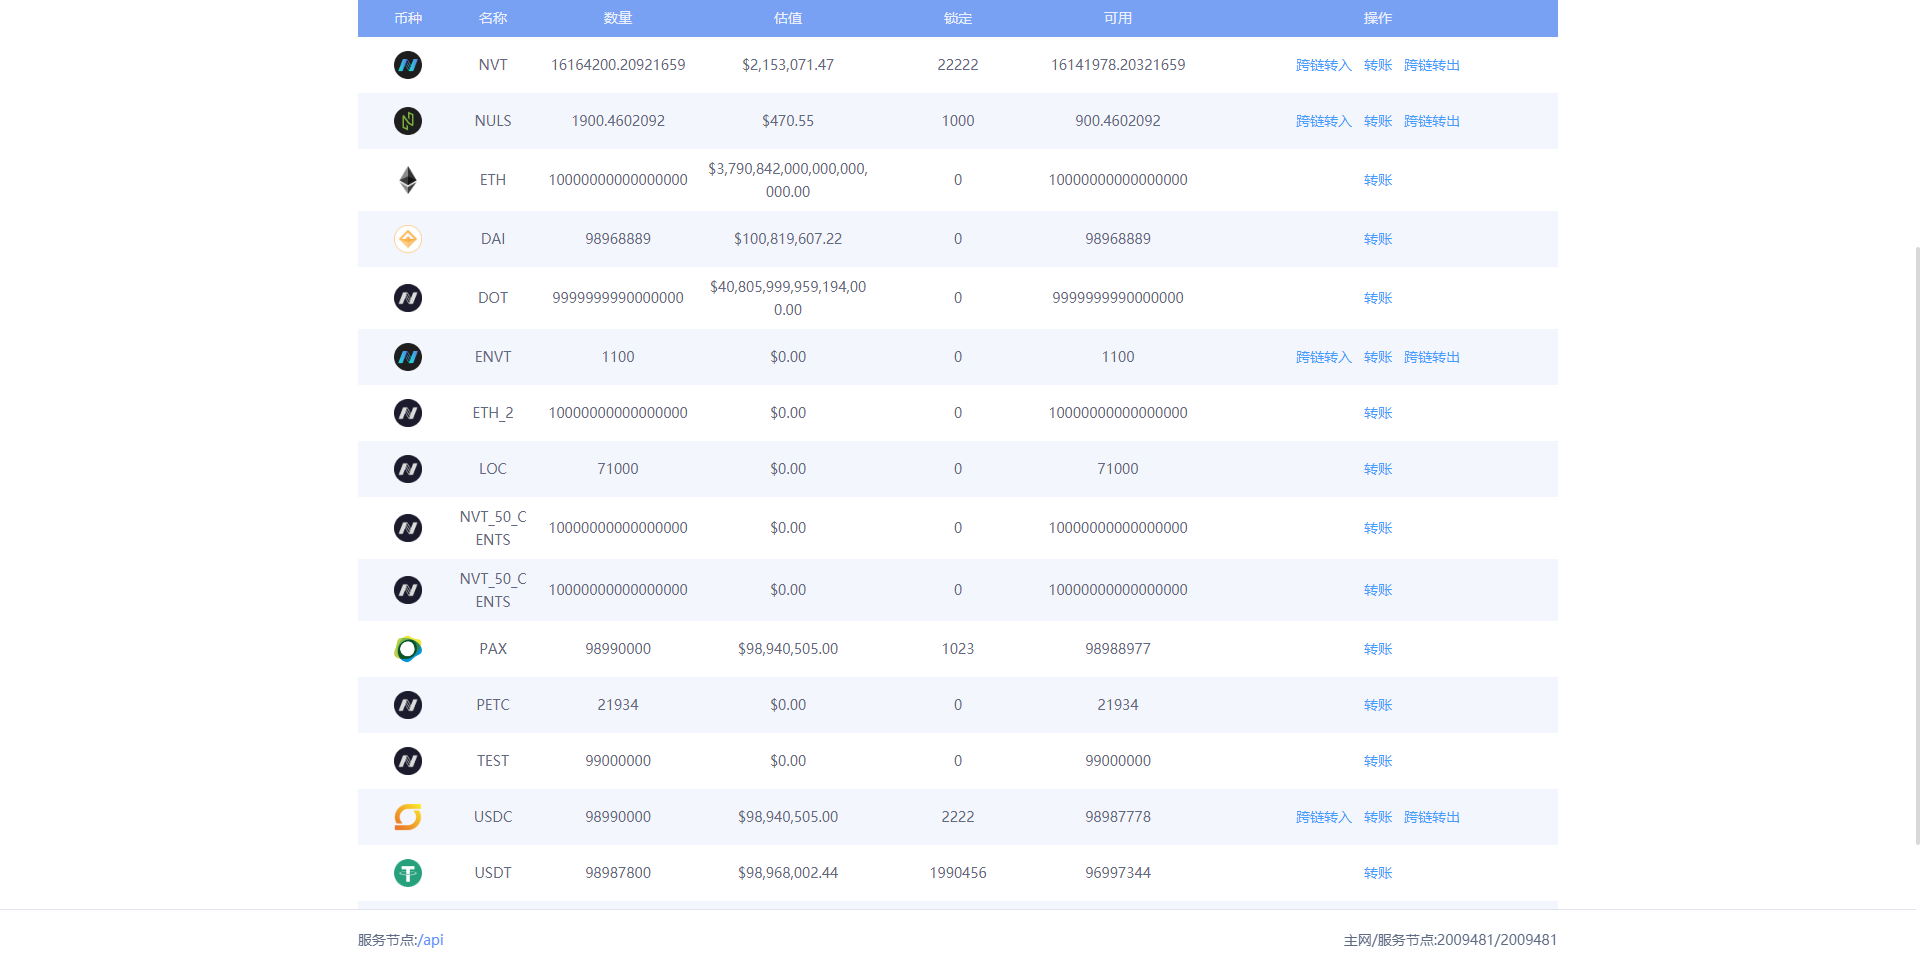 币种 名称 数量 估值 锁定 可用 操作
NVT 16164200.20921659 $2,153,071.47 22222 16141978.20321659 跨链转入 转账 跨链转出
NULS 1900.4602092 $470.55 1000 900.4602092 跨链转入 转账 跨链转出
ETH 10000000000000000 $3,790,842,000,000,000, 0 10000000000000000 转账
000.00
DAI 98968889 $100,819,607.22 0 98968889 转账
DOT 9999999990000000 $40,805,999,959,194,00 0 9999999990000000 转账
0.00
ENVT 1100 $0.00 0 1100 跨链转入 转账 跨链转出
ETH_2 10000000000000000 $0.00 0 10000000000000000 转账
LOC 71000 $0.00 0 71000 转账
NVT_50_C 10000000000000000 $0.00 0 10000000000000000 转账
ENTS
NVT_50_C 10000000000000000 $0.00 0 10000000000000000 转账
ENTS
PAX 98990000 $98,940,505.00 1023 98988977 转账
PETC 21934 $0.00 0 21934 转账
TEST 99000000 $0.00 0 99000000 转账
USDC 98990000 $98,940,505.00 2222 98987778 跨链转入 转账 跨链转出
USDT 98987800 $98,968,002.44 1990456 96997344 转账
服务节点:/api 主网/服务节点:2009481/2009481